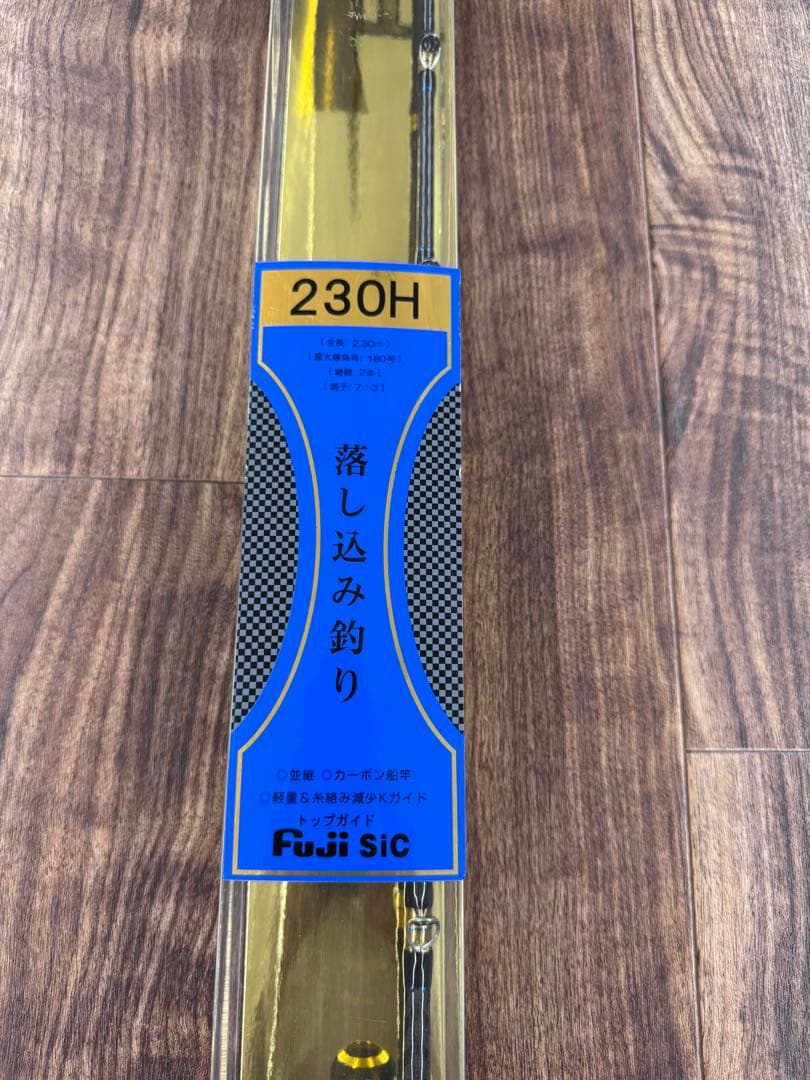 230H
[全長: 2.30m]
[最大錘負荷: 180号]
[継数: 2本]
[調子: 7:3]
落し込み釣り
◎並継 ◎カーボン船竿
◎軽量&糸絡み減少Kガイド
トップガイド
Fuji SiC